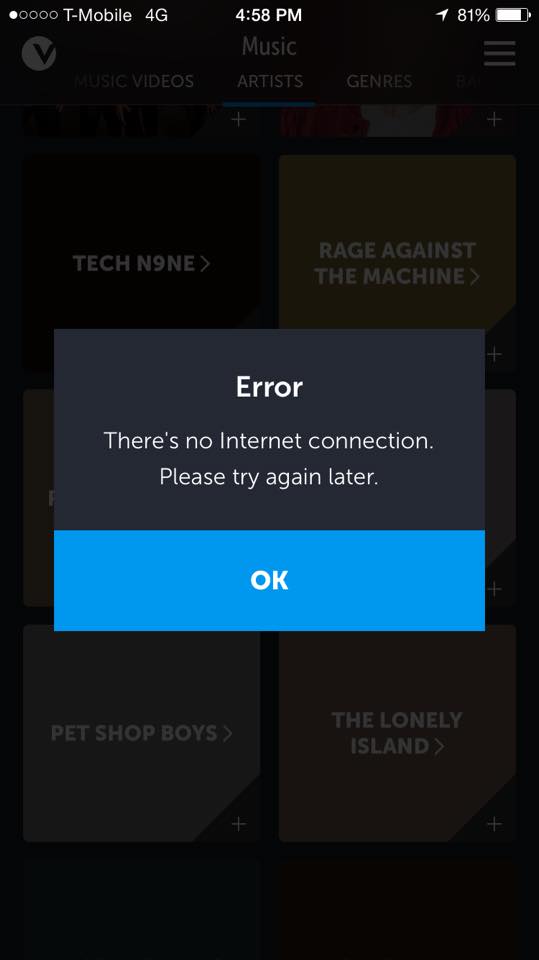 T-Mobile 4G 4:58 PM 81%
Music
MUSIC VIDEOS ARTISTS GENRES BA
TECH N9NE >
RAGE AGAINST
THE MACHINE >
Error
There's no Internet connection.
Please try again later.
OK
PET SHOP BOYS >
THE LONELY
ISLAND >